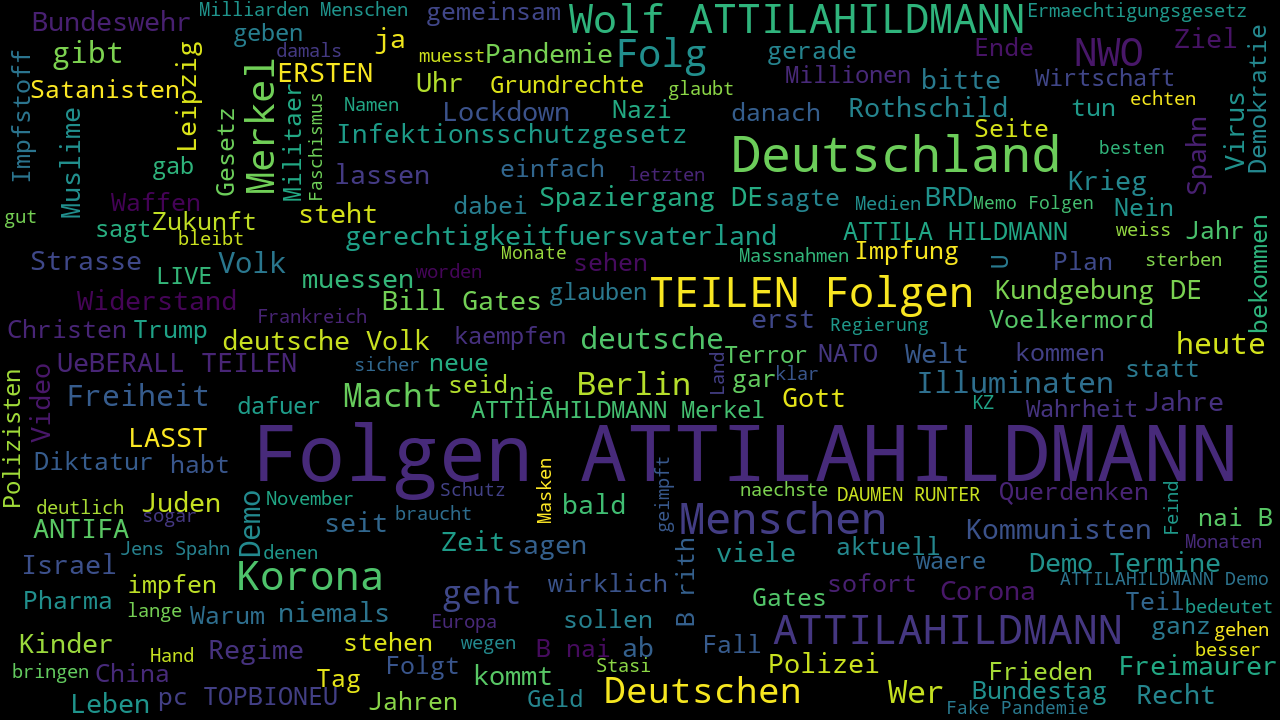 Bundeswehr
Milliarden Menschen
gemeinsam
Wolf ATTILAHILDMANN
Ermaechtigungsgesetz
gibt
geben
damals
ja
muesst
Pandemie
Folg
gerade
Ende
NWO
Ziel
Impfstoff
Satanisten
Leipzig
Merkel
ERSTEN
Uhr
Grundrechte
glaubt
Millionen
bitte
Wirtschaft
Demokratie
Muslime
Gesetz
Militaer
Faschismus
Namen
Lockdown
Nazi
danach
Rothschild
tun
echten
Infektionsschutzgesetz
Seite
Spahn
Virus
gab
lassen
einfach
letzten
Deutschland
besten
Waffen
Krieg
gut
Zukunft
steht
dabei
Spaziergang DE
sagte
Medien
BRD
Memo Folgen
Nein
sagt
bleibt
gerechtigkeitfuersvaterland
ATTILA HILDMANN
weiss
Jahr
Strasse
LIVE
Volk
muessen
worden
Monate
sehen
Massnahmen
Impfung
U
Plan
sterben
bekommen
Widerstand
Bill Gates
glauben
TEILEN Folgen
Kundgebung DE
Christen
Trump
Frankreich
deutsche Volk
kaempfen
deutsche
erst
Regierung
Voelkermord
heute
UeBERALL TEILEN
sicher
neue
Land
Terror
NATO
Welt
kommen
statt
Polizisten
Video
Freiheit
dafuer
Macht
seid
nie
Berlin
gar
klar
Gott
Illuminaten
KZ
Wahrheit
Jahre
ATTILAHILDMANN Merkel
LASST
Diktatur
habt
Folgen ATTILAHILDMANN
deutlich
Juden
sogar
Demo
November
Schutz
braucht
Masken
bald
geimpft
naechste
DAUMEN RUNTER
Querdenken
Feind
ANTIFA
seit
Menschen
Kommunisten
nai B
Jens Spahn
denen
Zeit
sagen
B rith
viele
aktuell
waere
Demo Termine
Monaten
Israel
impfen
Korona
geht
wirklich
sofort
Corona
ATTILAHILDMANN Demo
Pharma
lange
Warum
niemals
Europa
sollen
Gates
Teil
bedeutet
Kinder
Hand
Regime
stehen
wegen
B nai
ab
Fall
ATTILAHILDMANN
ganz
gehen
besser
bringen
China
Tag
Folgt
kommt
Stasi
Polizei
Frieden
Freimaurer
Leben
pc TOPBIONEU
Jahren
Geld
Deutschen
Wer
Bundestag
Fake Pandemie
Recht